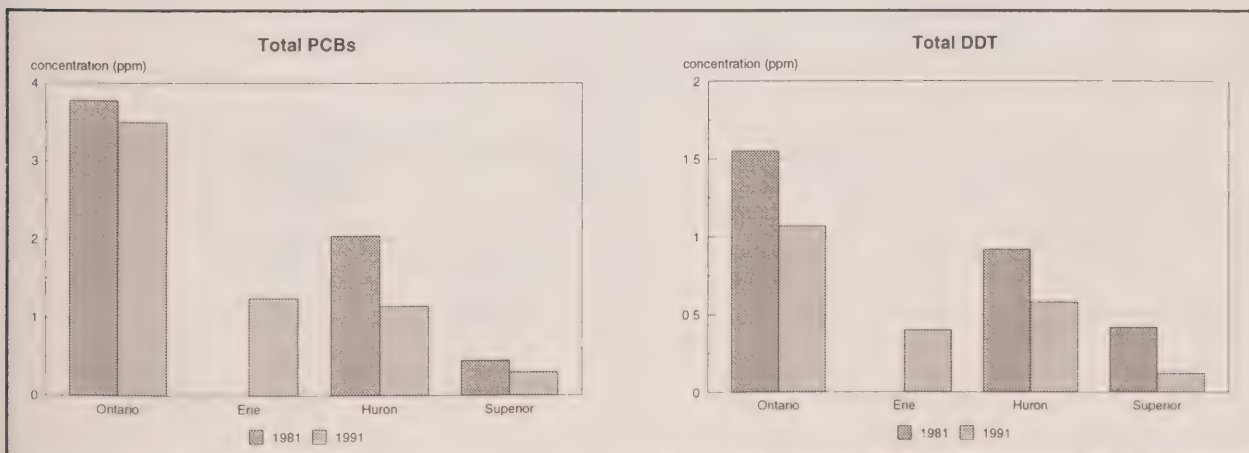 Total PCBs
concentration (ppm)
4
3
2
1
0
Ontario Erie Huron Superior
1981 1991
Total DDT
concentration (ppm)
2
1 5
1
0 5
0
Ontario Erie Huron Superior
1981 1991